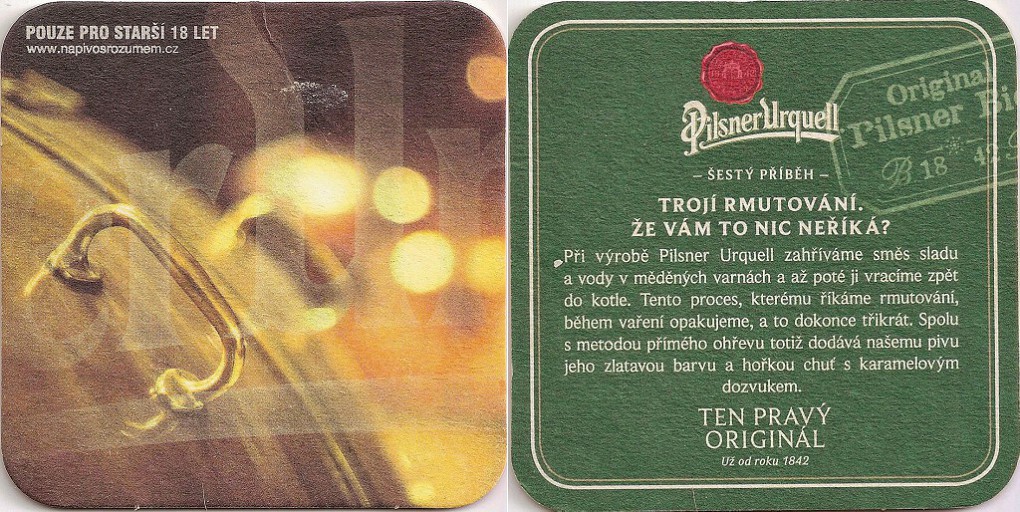 POUZE PRO STARŠÍ 18 LET
www.napivosrozumem.cz
Pilsner Urquell
Original
Pilsner
B 18 42
– ŠESTÝ PŘÍBĚH –
TROJÍ RMUTOVÁNÍ.
ŽE VÁM TO NIC NEŘÍKÁ?
Při výrobě Pilsner Urquell zahříváme směs sladu
a vody v měděných varnách a až poté ji vracíme zpět
do kotle. Tento proces, kterému říkáme rmutování,
během vaření opakujeme, a to dokonce třikrát. Spolu
s metodou přímého ohřevu totiž dodává našemu pivu
jeho zlatavou barvu a hořkou chuť s karamelovým
dozvukem.
TEN PRAVÝ
ORIGINÁL
Už od roku 1842